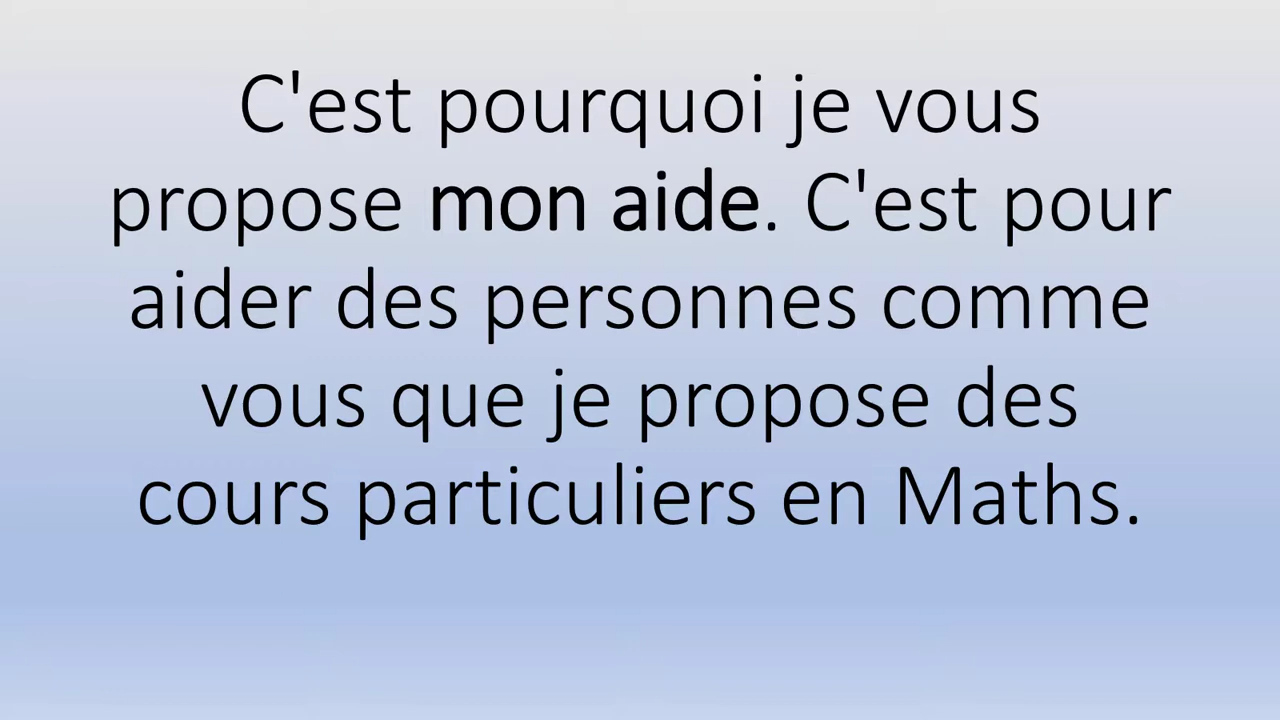 C'est pourquoi je vous
propose mon aide. C'est pour
aider des personnes comme
vous que je propose des
cours particuliers en Maths.